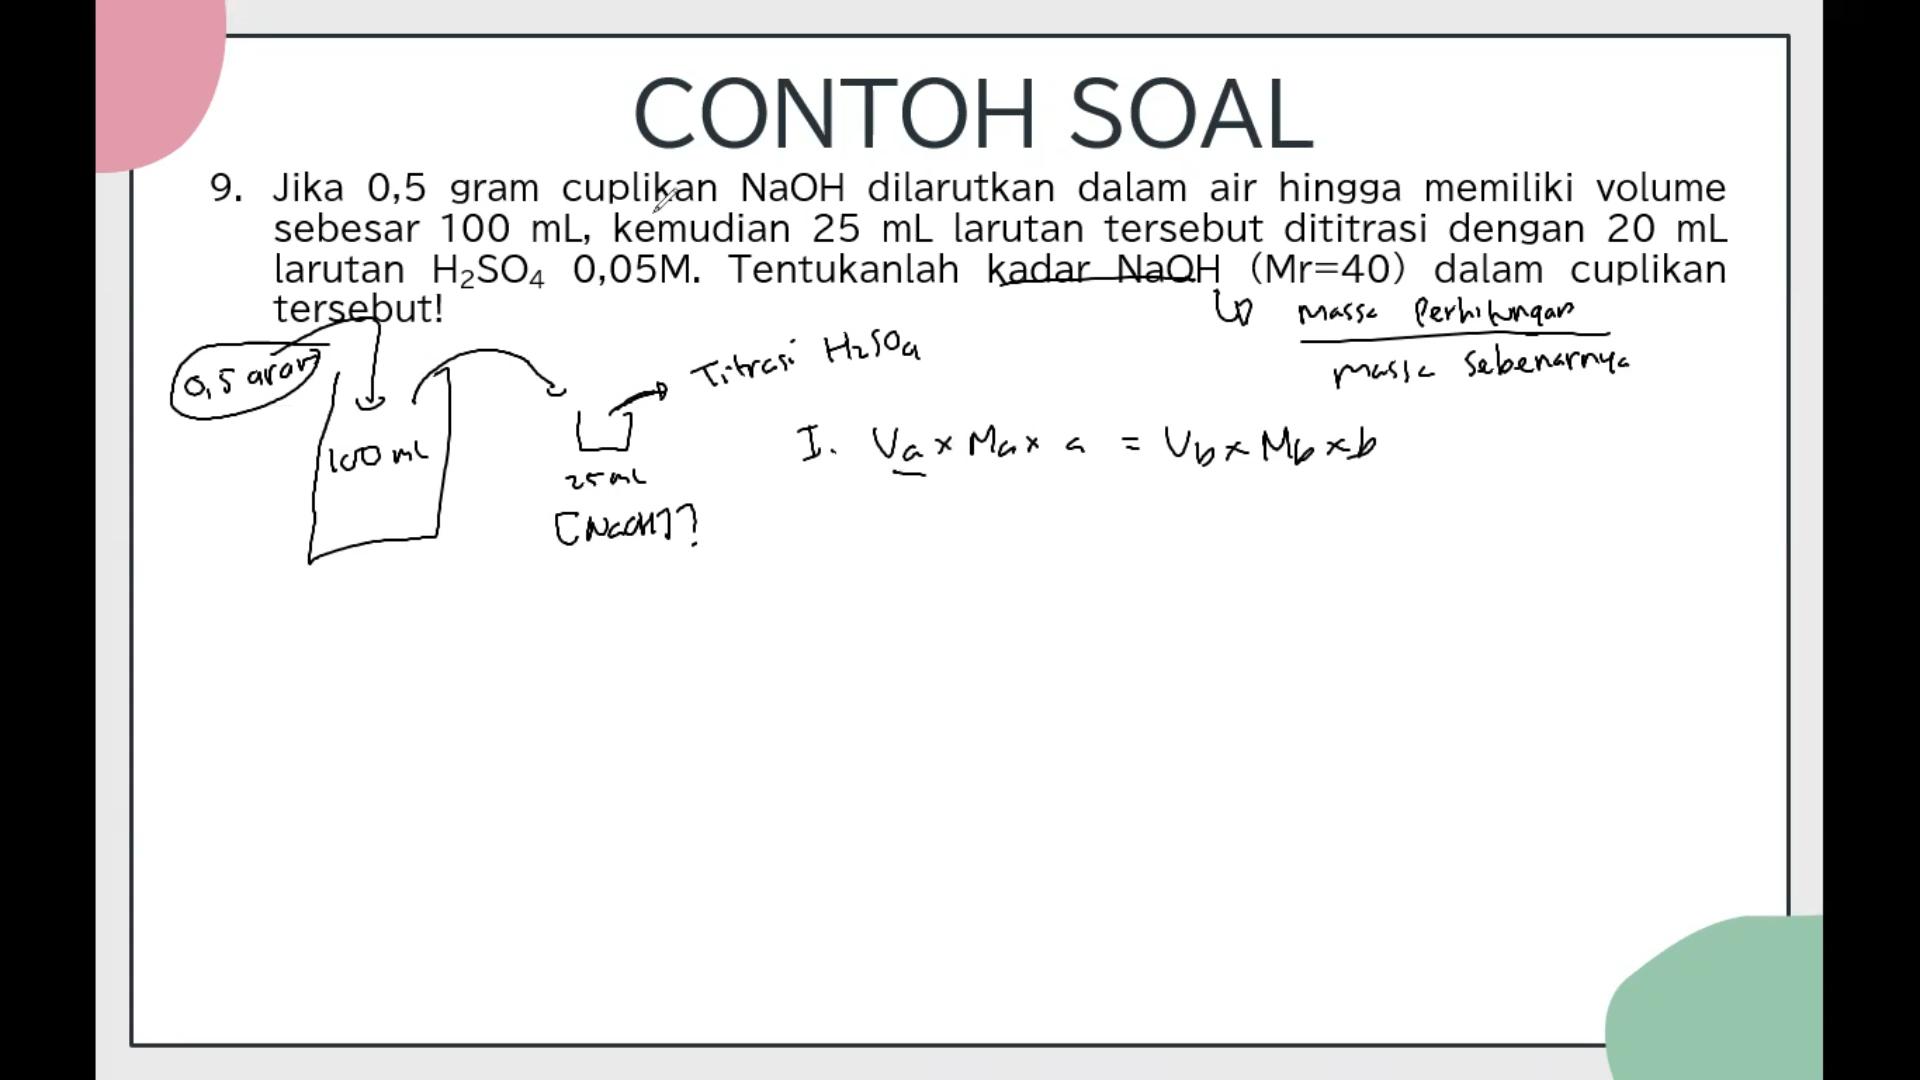 CONTOH SOAL
9. Jika 0,5 gram cuplikan NaOH dilarutkan dalam air hingga memiliki volume
sebesar 100 mL, kemudian 25 mL larutan tersebut dititrasi dengan 20 mL
larutan H₂SO₄ 0,05M. Tentukanlah kadar NaOH (Mr=40) dalam cuplikan
tersebut!
massa Perhitungan
massa Sebenarnya
0,5 gram
Titrasi H₂SO₄
100 mL
25 mL
[NaOH]?
I. Va × Ma × a = Vb × Mb × b